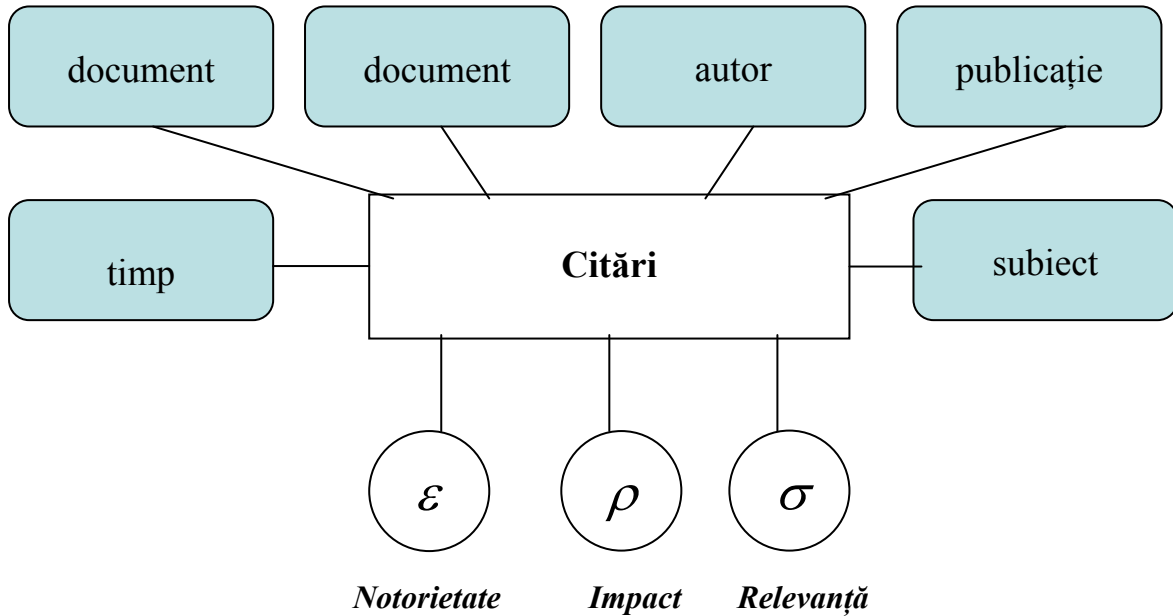 document
document
autor
publicație
timp
Citări
subiect
ε
ρ
σ
Notorietate
Impact
Relevanță